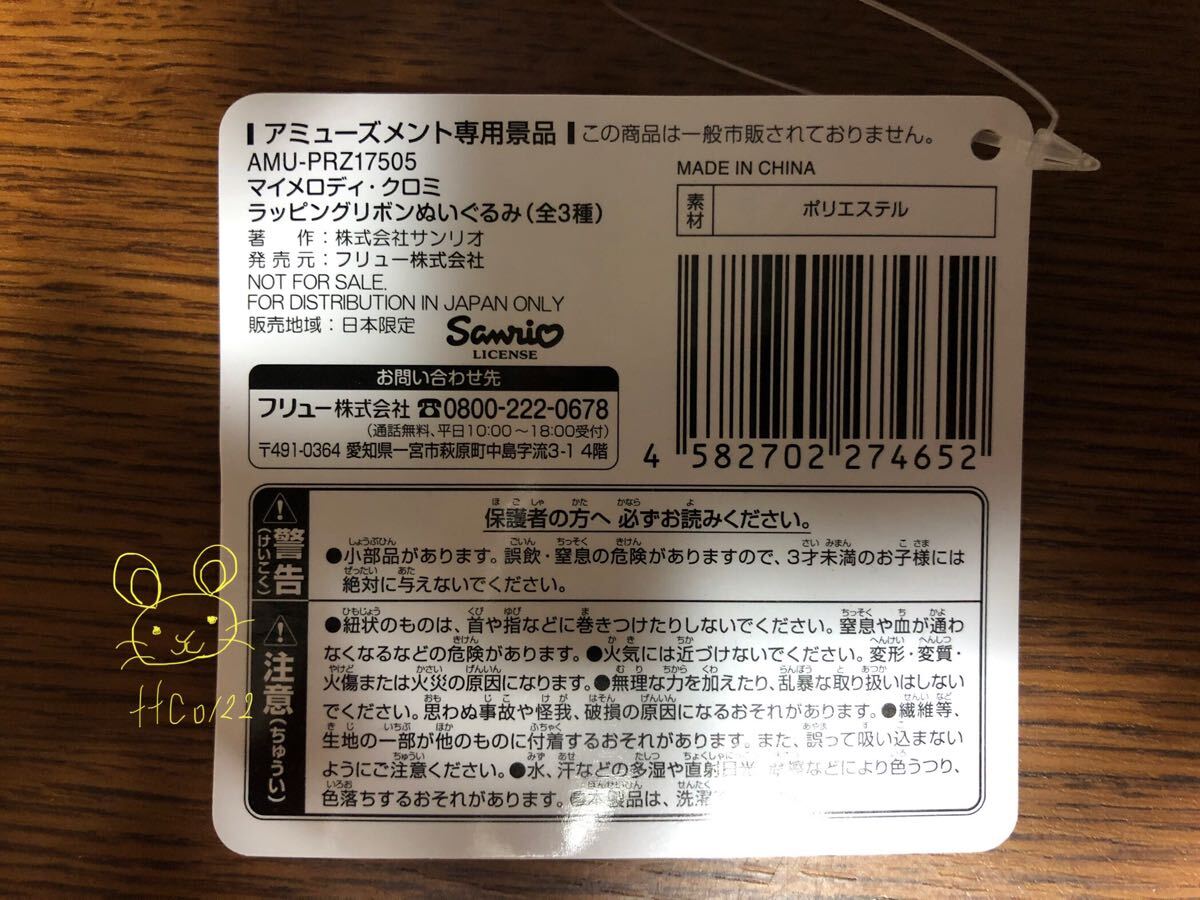 アミューズメント専用景品 この商品は一般市販されておりません。
AMU-PRZ17505
マイメロディ・クロミ
ラッピングリボンぬいぐるみ(全3種)
著 作:株式会社サンリオ
発売元:フリュー株式会社
NOT FOR SALE.
FOR DISTRIBUTION IN JAPAN ONLY
販売地域:日本限定
Sanrio
LICENSE
MADE IN CHINA
素材 ポリエステル
4 582702 274652
お問い合わせ先
フリュー株式会社 ☎0800-222-0678
(通話無料、平日10:00～18:00受付)
〒491-0364 愛知県一宮市萩原町中島字流3-1 4階
警告(けいこく)
保護者の方へ 必ずお読みください。
●小部品があります。誤飲・窒息の危険がありますので、3才未満のお子様には
絶対に与えないでください。
注意(ちゅうい)
●紐状のものは、首や指などに巻きつけたりしないでください。窒息や血が通わ
なくなるなどの危険があります。●火気には近づけないでください。変形・変質・
火傷または火災の原因になります。●無理な力を加えたり、乱暴な取り扱いはしない
でください。思わぬ事故や怪我、破損の原因になるおそれがあります。●繊維等、
生地の一部が他のものに付着するおそれがあります。また、誤って吸い込まない
ようにご注意ください。●水、汗などの多湿や直射日光、などにより色うつり、
色落ちするおそれがあります。●本製品は、洗濯
HCo122